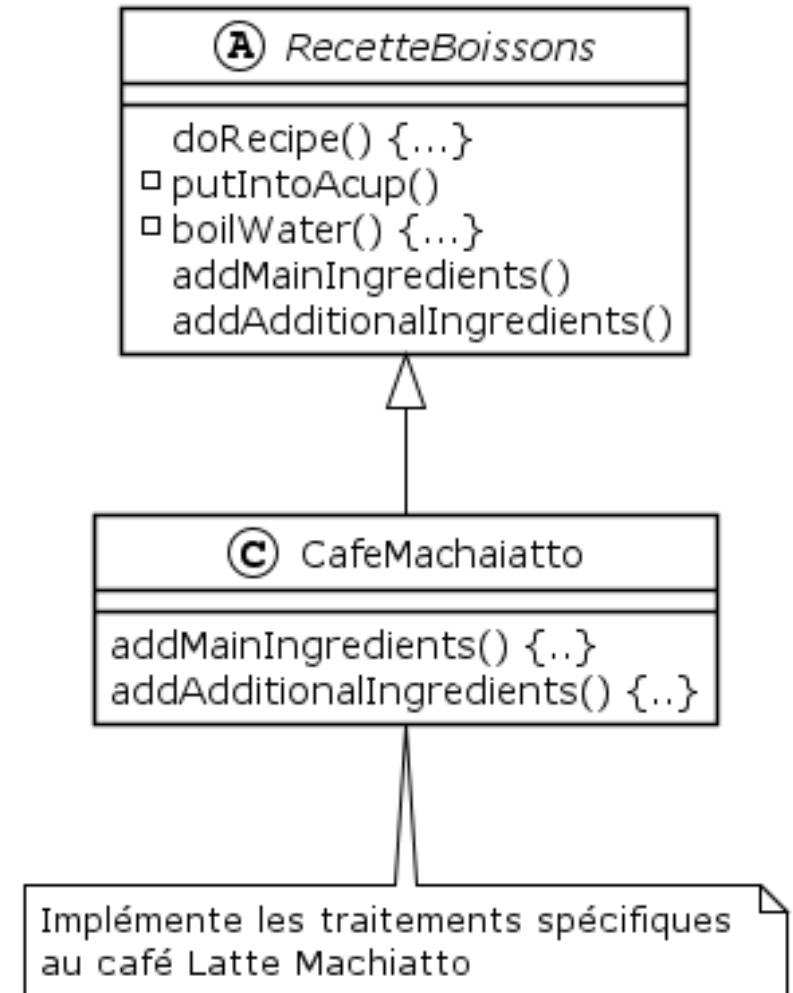 A RecetteBoissons
doRecipe() {...}
putIntoAcup()
boilWater() {...}
addMainIngredients()
addAdditionalIngredients()
C CafeMachaiatto
addMainIngredients() {..}
addAdditionalIngredients() {..}
Implémente les traitements spécifiques
au café Latte Machiatto